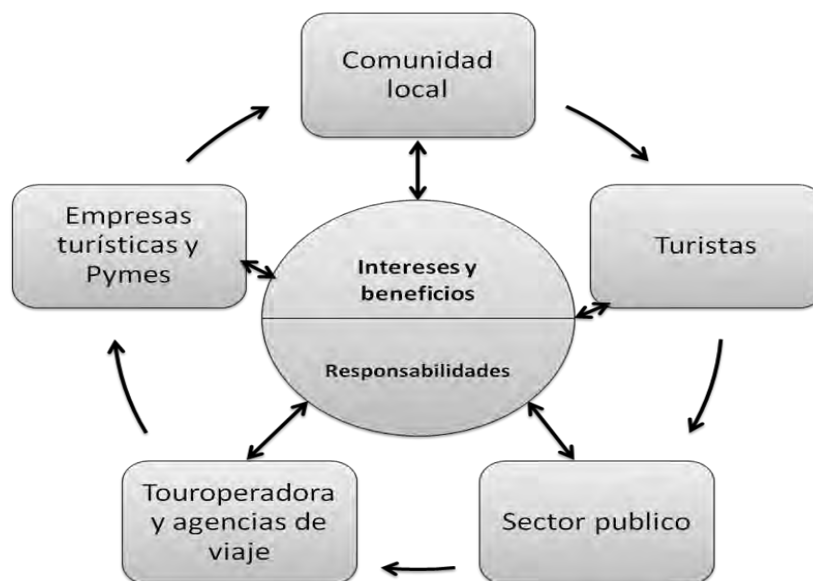 Comunidad
local
Empresas
turísticas y
Pymes
Turistas
Intereses y
beneficios
Responsabilidades
Touroperadora
y agencias de
viaje
Sector publico